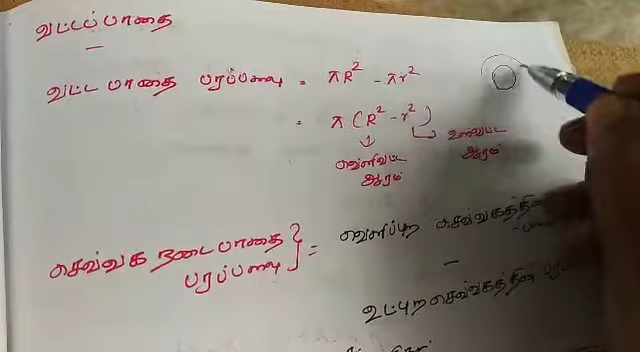 வட்டப்பாதை
வட்ட பாதை பரப்பளவு = πR² - πr²
= π (R² - r²)
வெளிவட்ட ஆரம்
உள்வட்ட ஆரம்
செவ்வக நடைபாதை பரப்பளவு } = வெளிப்புற செவ்வகத்தின்
-
உட்புற செவ்வகத்தின்